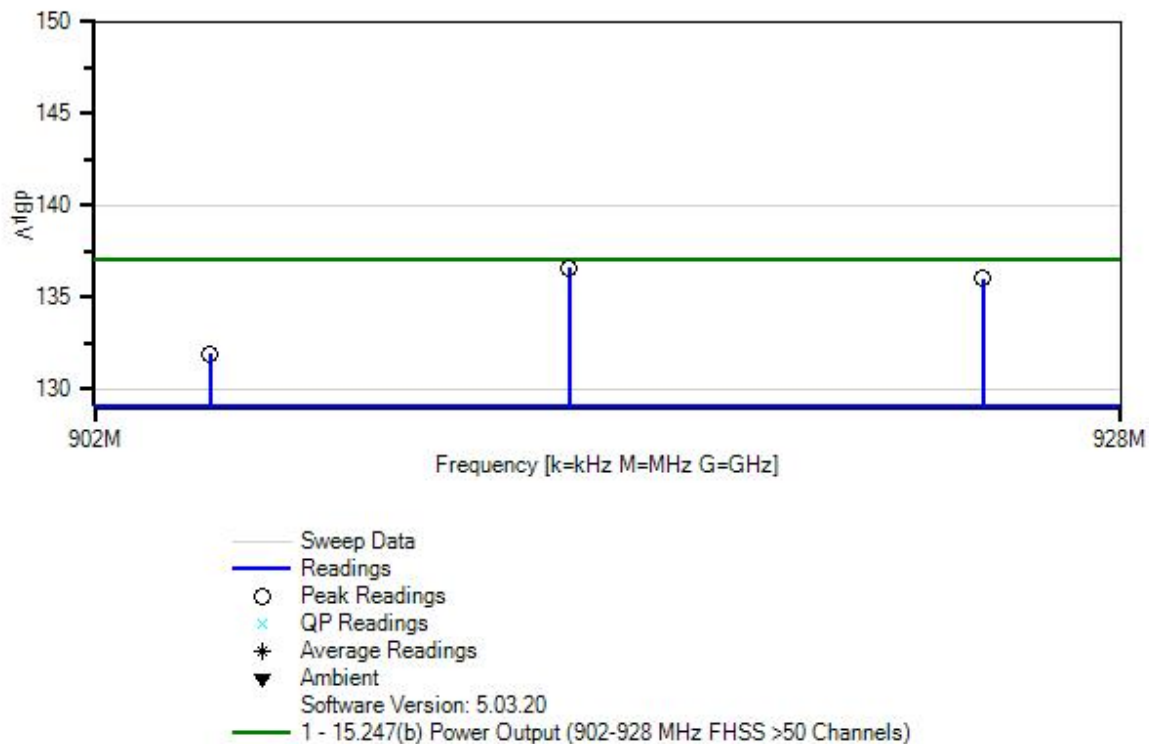 150
145
140
135
130
dBµV
902M
928M
Frequency [k=kHz M=MHz G=GHz]
Sweep Data
Readings
Peak Readings
QP Readings
Average Readings
Ambient
Software Version: 5.03.20
1 - 15.247(b) Power Output (902-928 MHz FHSS >50 Channels)